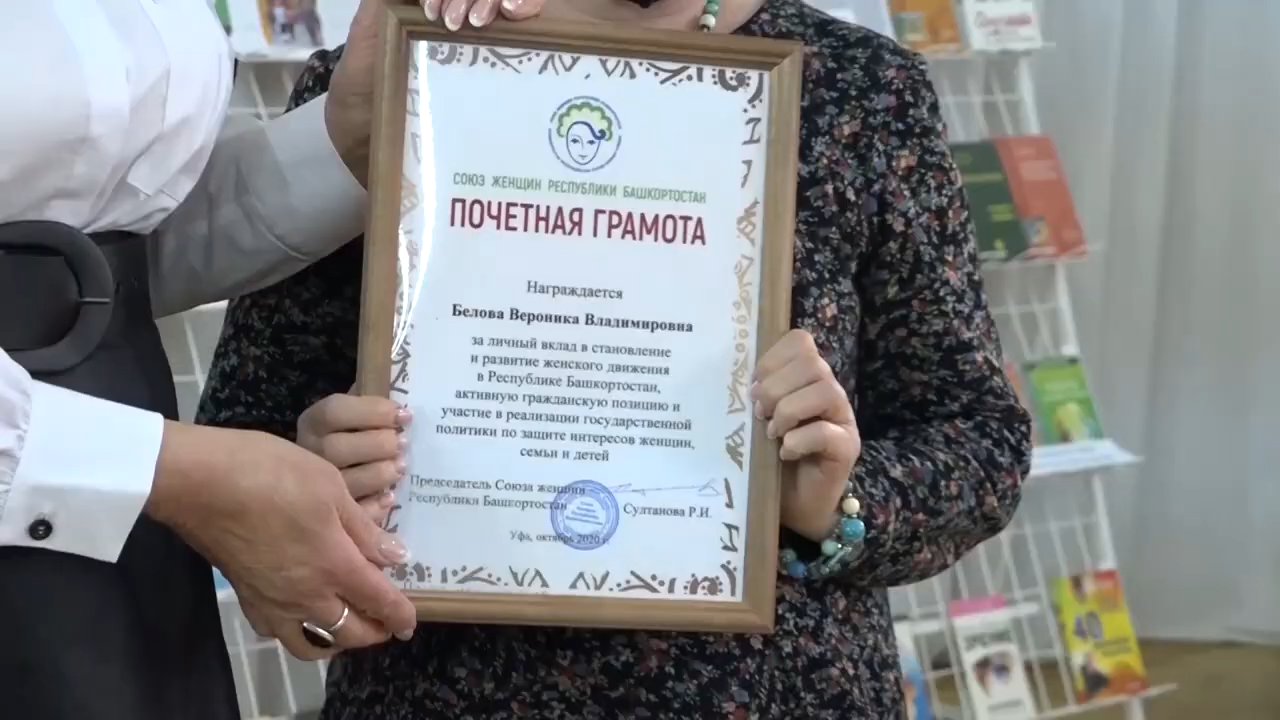 СОЮЗ ЖЕНЩИН РЕСПУБЛИКИ БАШКОРТОСТАН
ПОЧЕТНАЯ ГРАМОТА
Награждается
Белова Вероника Владимировна
за личный вклад в становление
и развитие женского движения
в Республике Башкортостан,
активную гражданскую позицию и
участие в реализации государственной
политики по защите интересов женщин,
семьи и детей
Председатель Союза женщин
Республики Башкортостан
Султанова Р.И.
Уфа, октябрь 2020 г.
40